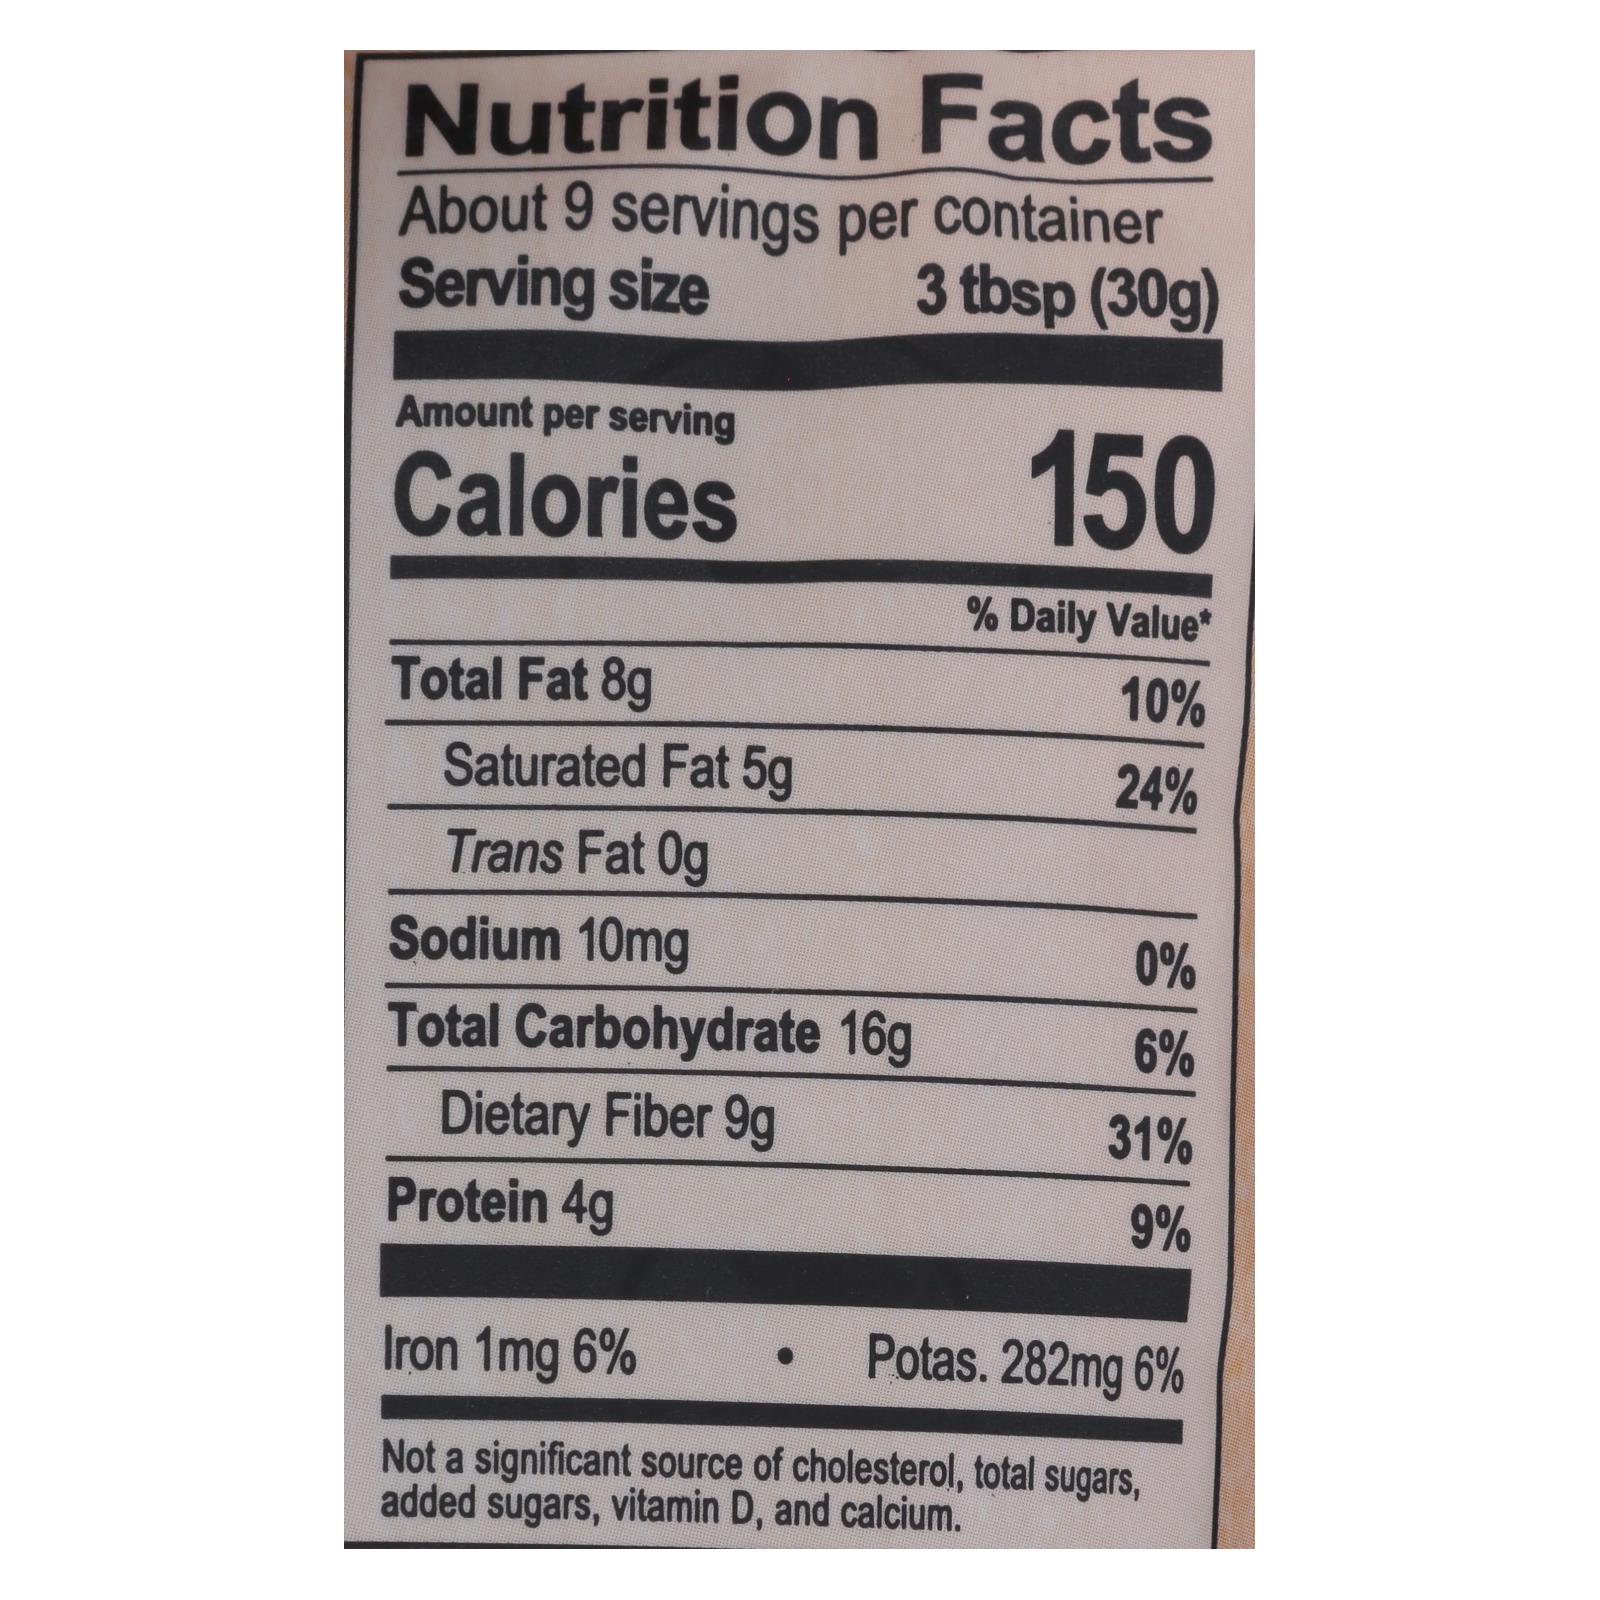 Nutrition Facts
About 9 servings per container
Serving size 3 tbsp (30g)
Amount per serving
Calories 150
% Daily Value*
Total Fat 8g 10%
Saturated Fat 5g 24%
Trans Fat 0g
Sodium 10mg 0%
Total Carbohydrate 16g 6%
Dietary Fiber 9g 31%
Protein 4g 9%
Iron 1mg 6% • Potas. 282mg 6%
Not a significant source of cholesterol, total sugars,
added sugars, vitamin D, and calcium.